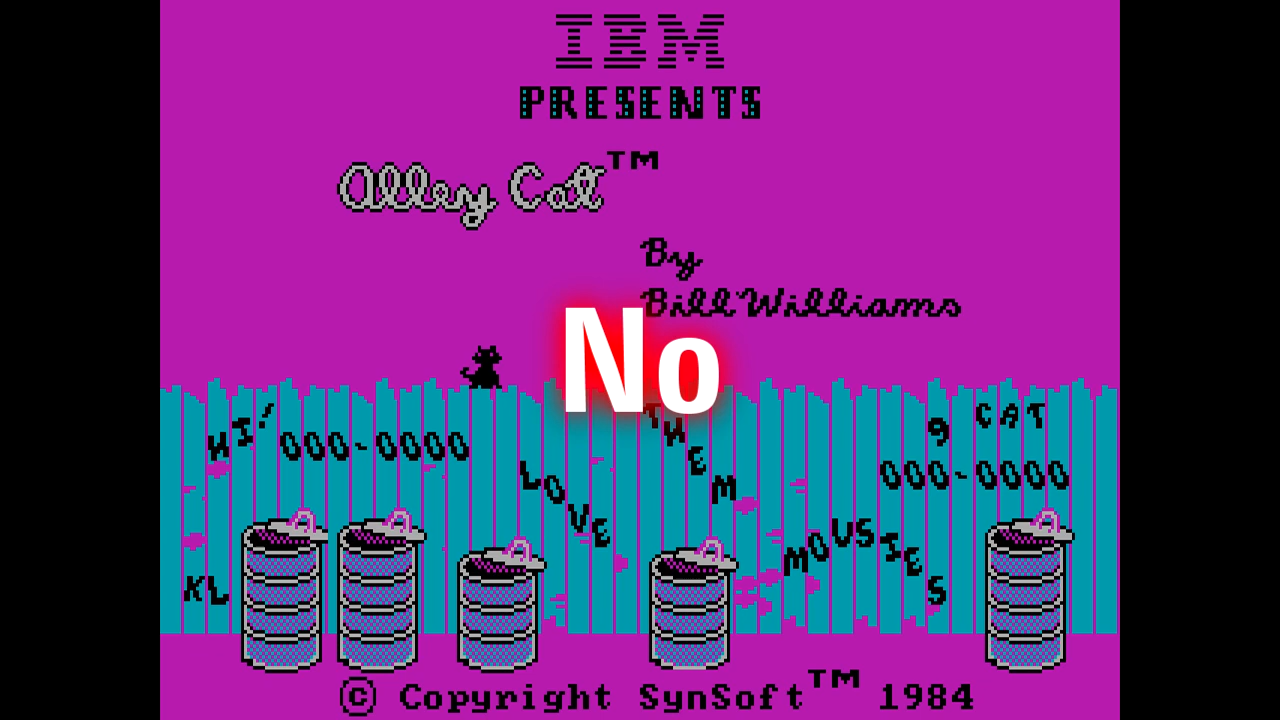 IBM
PRESENTS
Alley Cat™
By
Bill Williams
No
HI!
000-0000
LOVE
THEM
MOUSIES
9 CAT
000-0000
KL
© Copyright SynSoft™ 1984